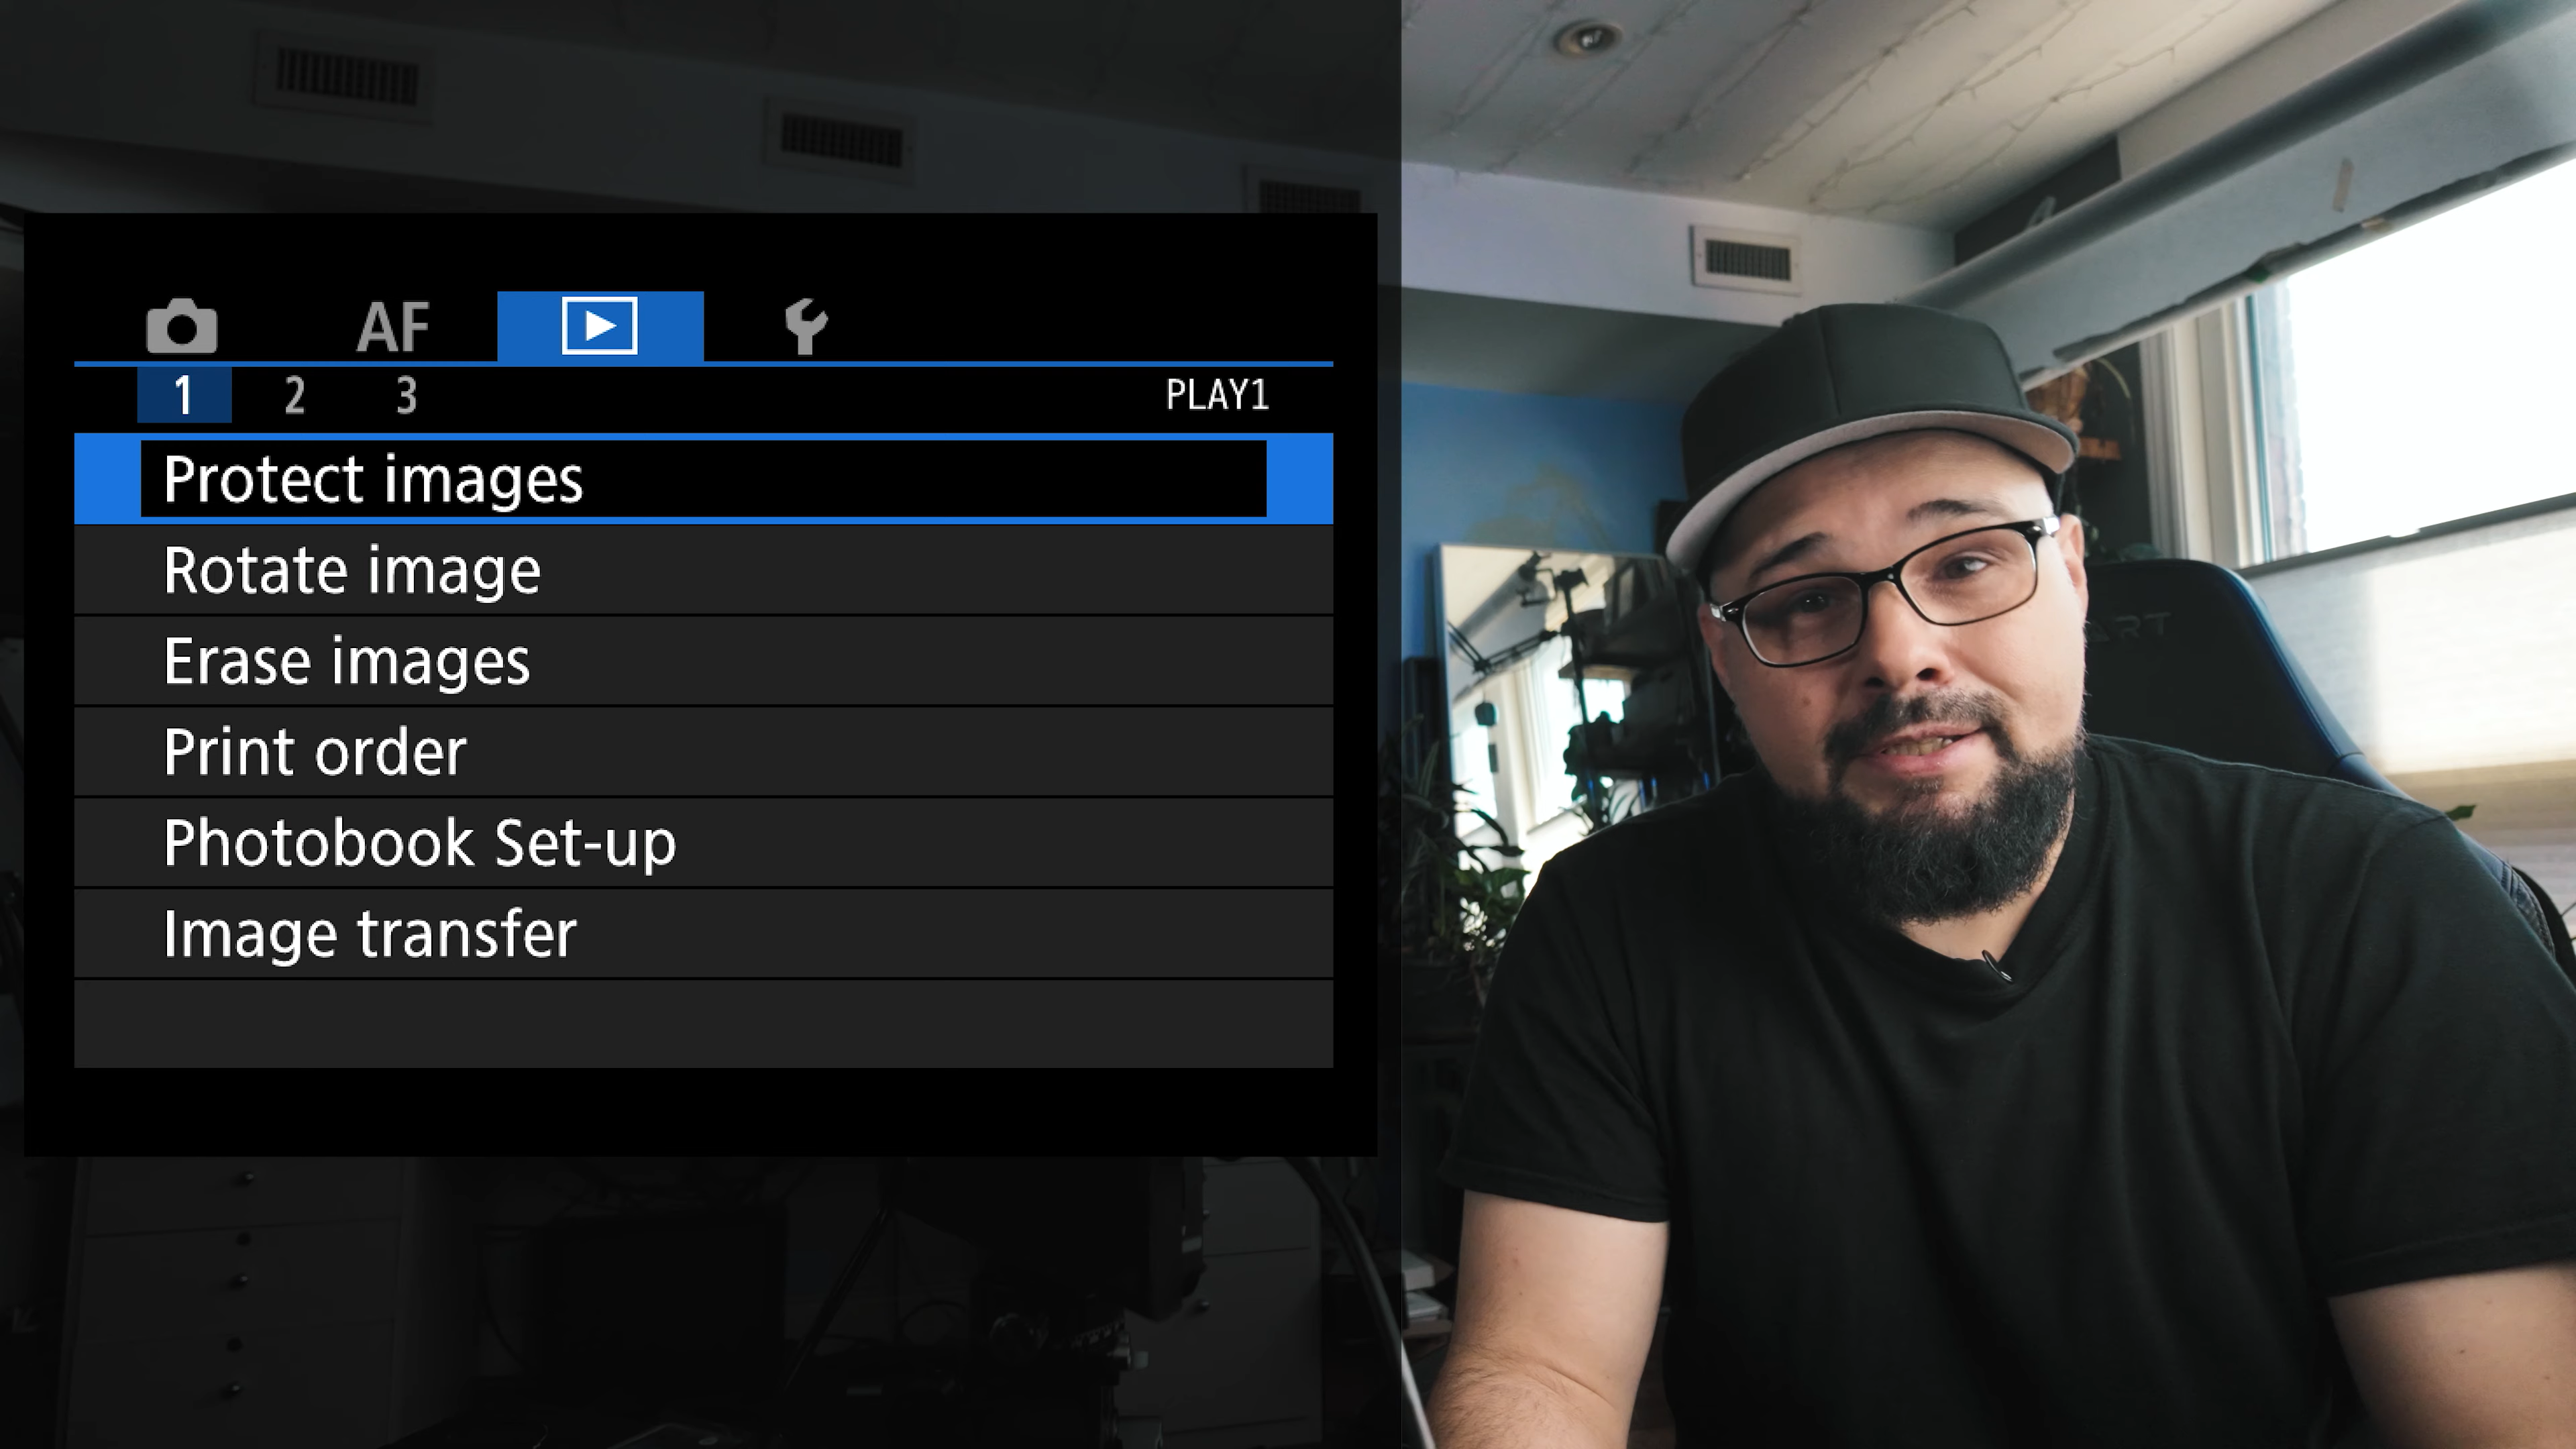 AF
1 2 3 PLAY1
Protect images
Rotate image
Erase images
Print order
Photobook Set-up
Image transfer